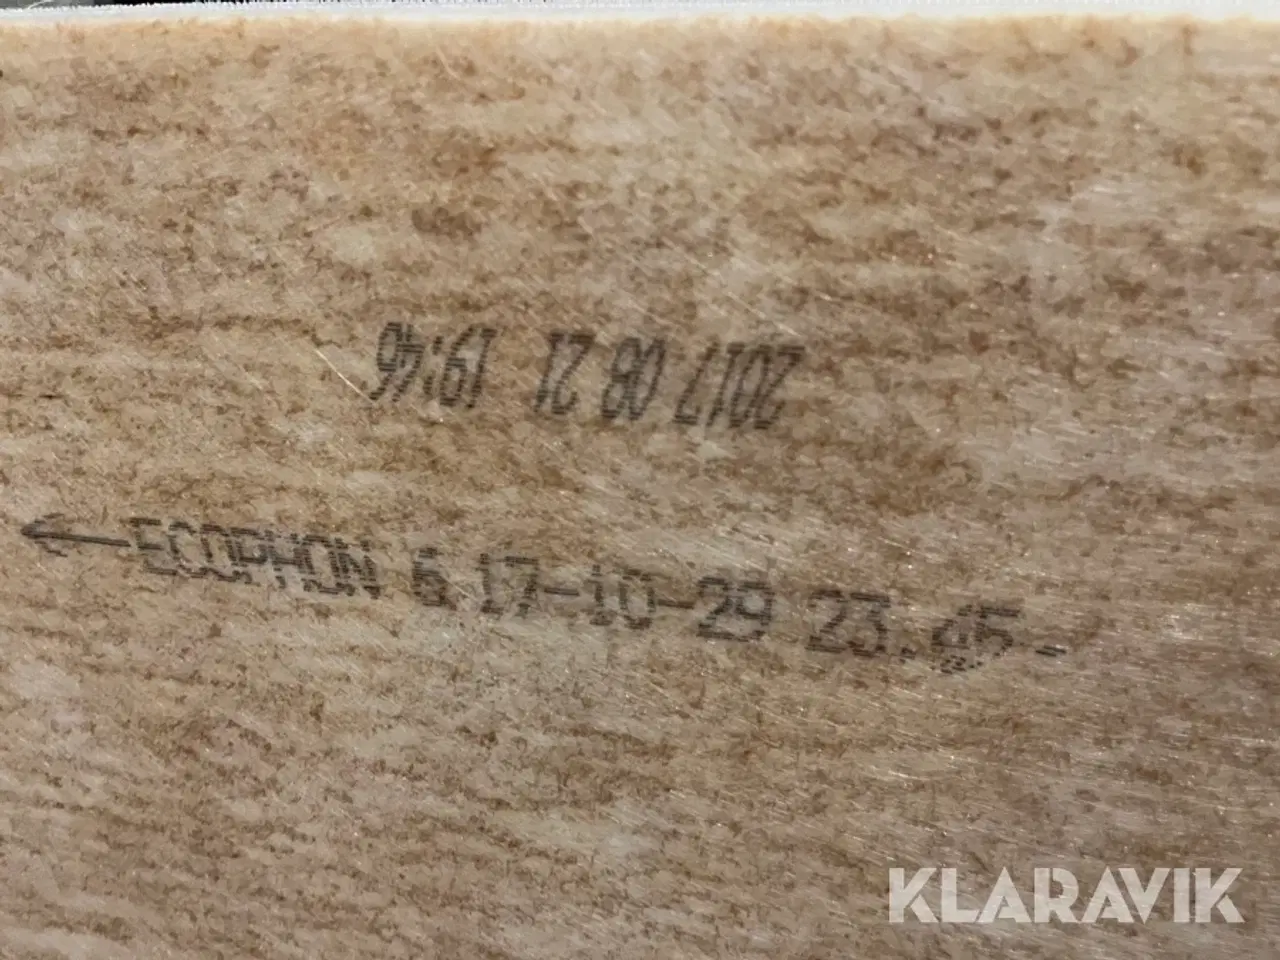 2017 08 21 19:46
←ECOPHON 6 17-10-29 23.45-
KLARAVIK